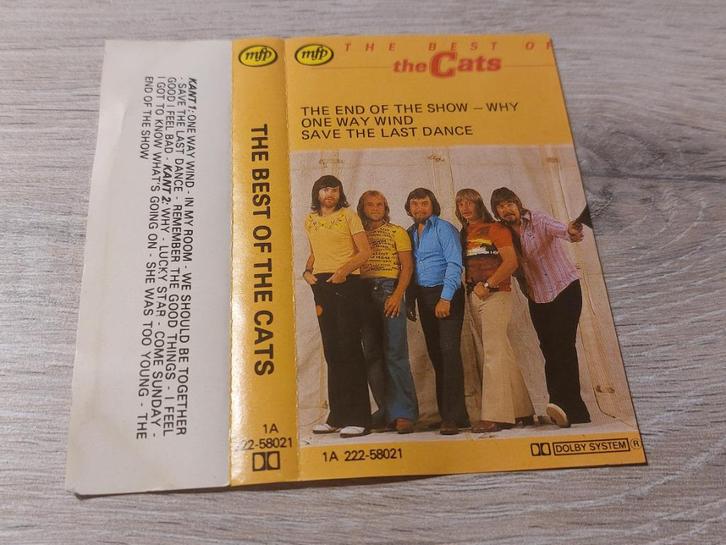 KANT 1: ONE WAY WIND - IN MY ROOM - WE SHOULD BE TOGETHER
- SAVE THE LAST DANCE - REMEMBER THE GOOD THINGS - I FEEL
GOOD I FEEL BAD - KANT 2: WHY - LUCKY STAR - COME SUNDAY -
I GOT TO KNOW WHAT'S GOING ON - SHE WAS TOO YOUNG - THE
END OF THE SHOW
mfp
THE BEST OF THE CATS
1A
222-58021
mfp
THE BEST OF
the Cats
THE END OF THE SHOW – WHY
ONE WAY WIND
SAVE THE LAST DANCE
1A 222-58021
DOLBY SYSTEM ®